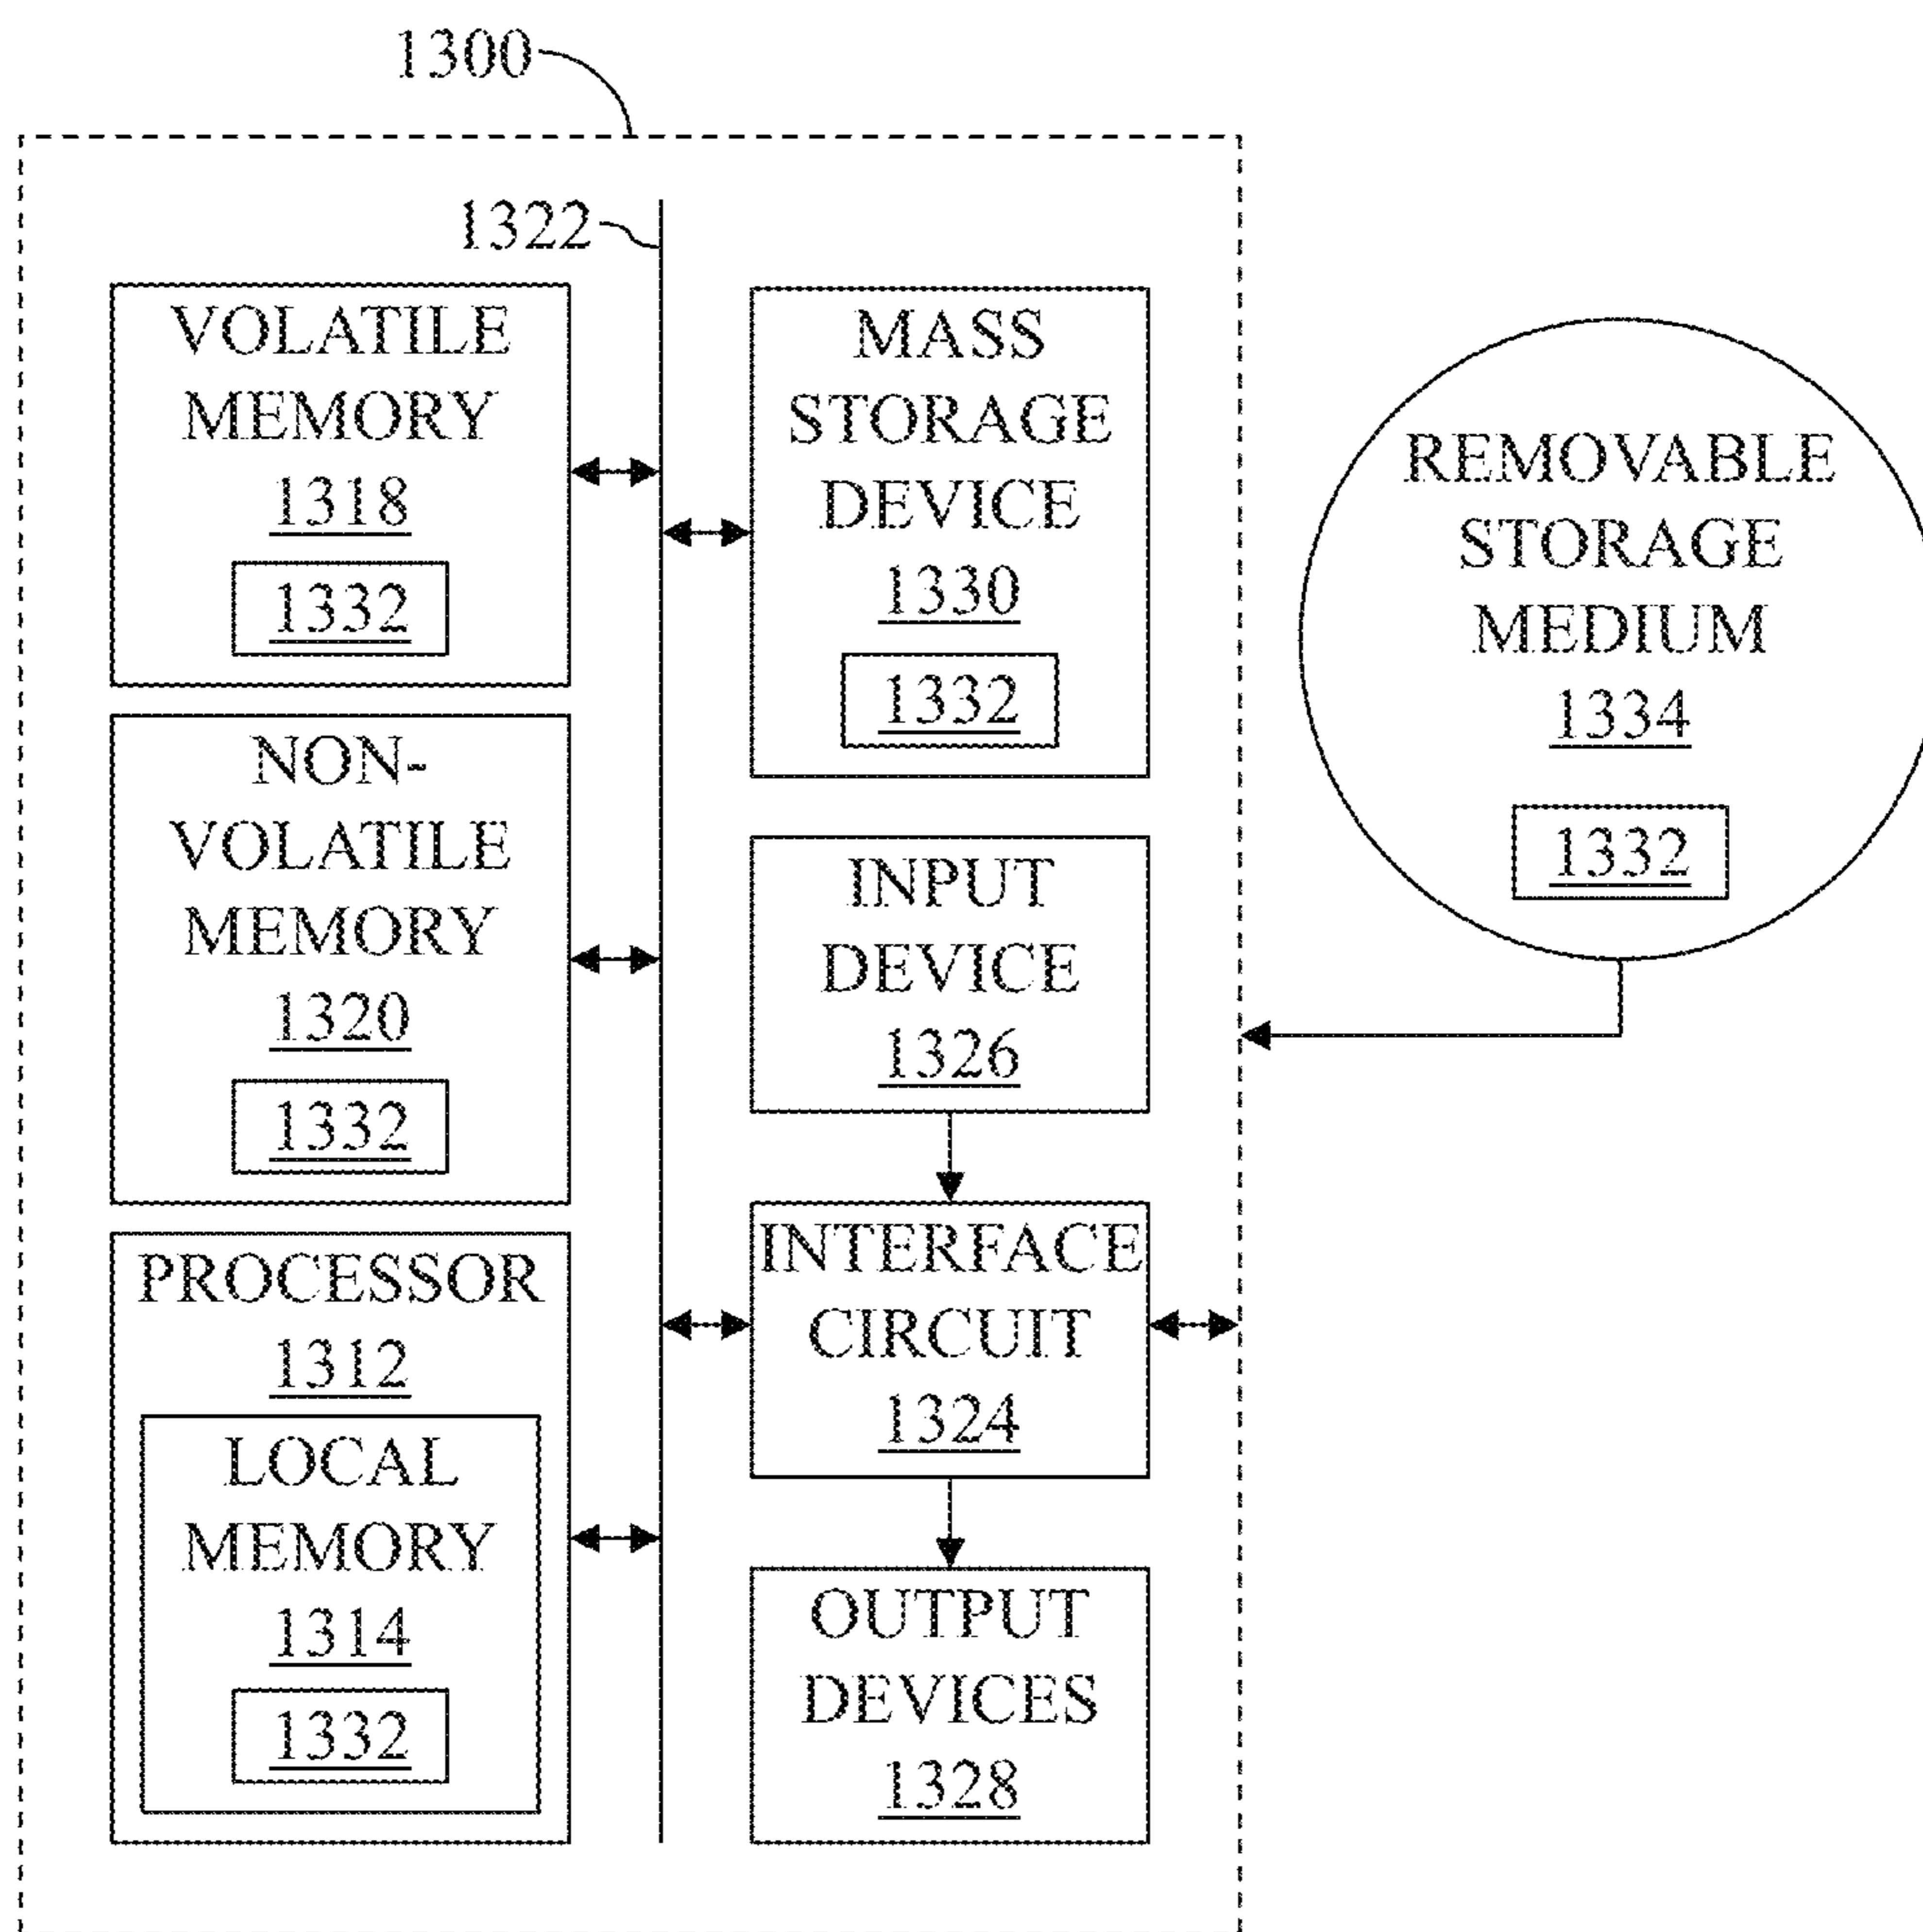 1300
1322
VOLATILE
MEMORY
1318
1332
NON-
VOLATILE
MEMORY
1320
1332
PROCESSOR
1312
LOCAL
MEMORY
1314
1332
MASS
STORAGE
DEVICE
1330
1332
INPUT
DEVICE
1326
INTERFACE
CIRCUIT
1324
OUTPUT
DEVICES
1328
REMOVABLE
STORAGE
MEDIUM
1334
1332